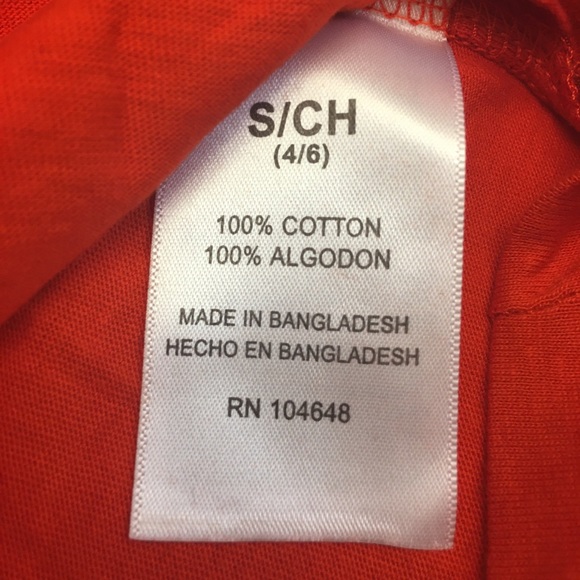 S/CH
(4/6)
100% COTTON
100% ALGODON
MADE IN BANGLADESH
HECHO EN BANGLADESH
RN 104648